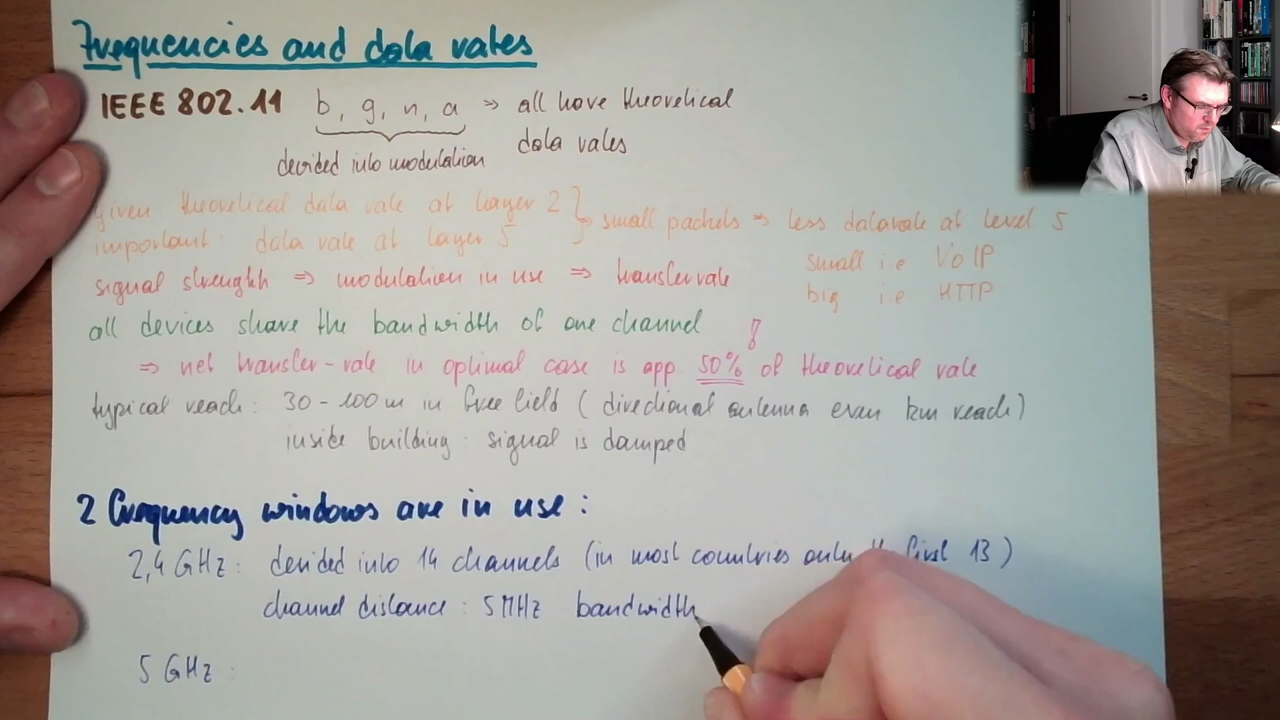 Frequencies and data rates
IEEE 802.11 b, g, n, a => all have theoretical
data rates
devided into modulation
given theoretical data rate at layer 2
important: data rate at layer 5
small packets => less datarate at level 5
small i.e VoIP
big i.e HTTP
signal strength => modulation in use => transferrate
all devices share the bandwidth of one channel
=> net transfer-rate in optimal case is app. 50% of theoretical rate
typical reach: 30-100m in free field (directional antenna even km reach)
inside building: signal is damped
2 frequency windows are in use:
2,4 GHz: devided into 14 channels (in most countries only first 13)
channel distance: 5MHz bandwidth
5 GHz: